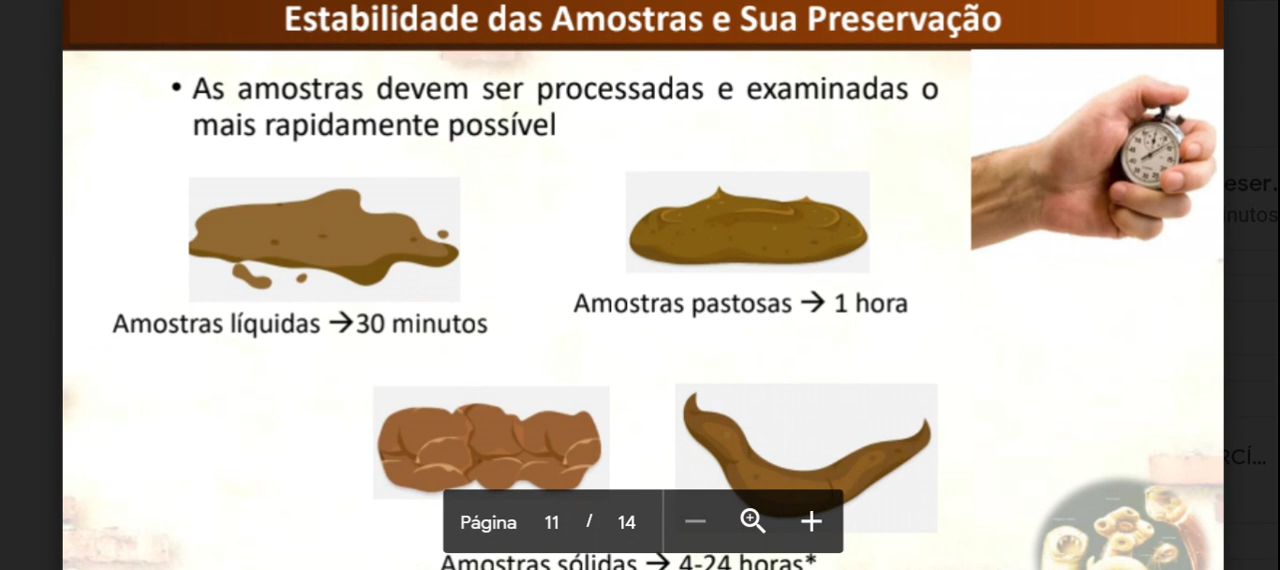 Estabilidade das Amostras e Sua Preservação
• As amostras devem ser processadas e examinadas o
mais rapidamente possível
Amostras líquidas →30 minutos
Amostras pastosas → 1 hora
Amostras sólidas → 4-24 horas*
Página 11 / 14